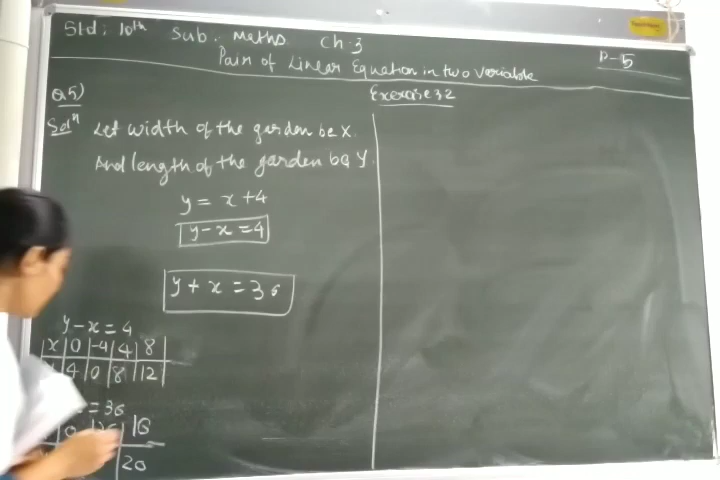 Std: 10th Sub. Maths Ch-3 P-5
Pair of Linear Equation in two variable
Exercise 3.2
Q5)
Solⁿ Let width of the garden be x.
And length of the garden be y.
y = x + 4
y - x = 4
y + x = 36
y - x = 4
x 0 -4 4 8
4 0 8 12
= 36
0 16
20